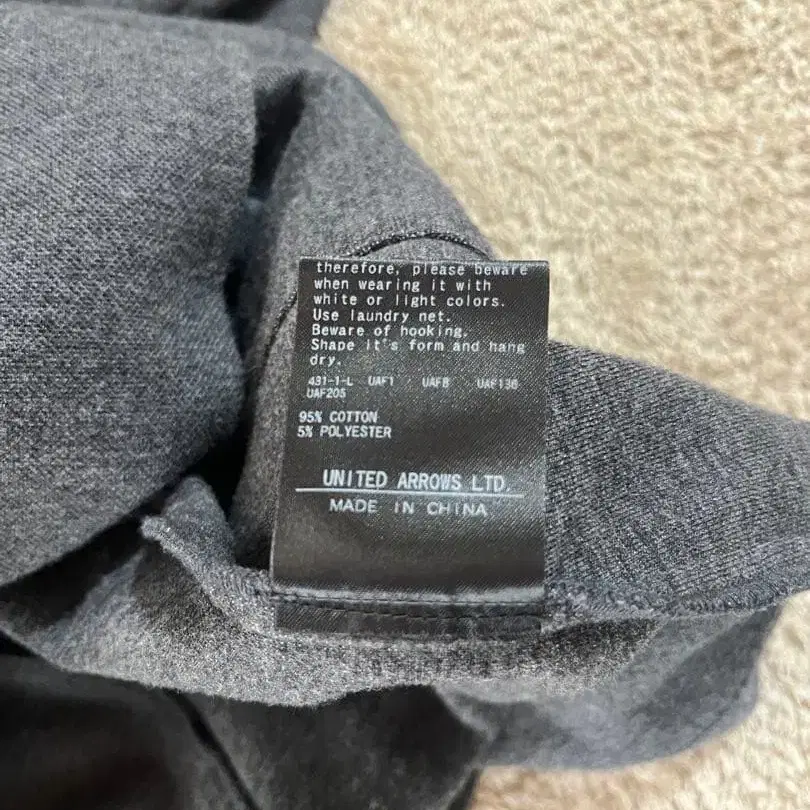 therefore, please beware
when wearing it with
white or light colors.
Use laundry net.
Beware of hooking.
Shape it's form and hang
dry.
431-1-L UAF1 UAF8 UAF136
UAF205
95% COTTON
5% POLYESTER
UNITED ARROWS LTD.
MADE IN CHINA